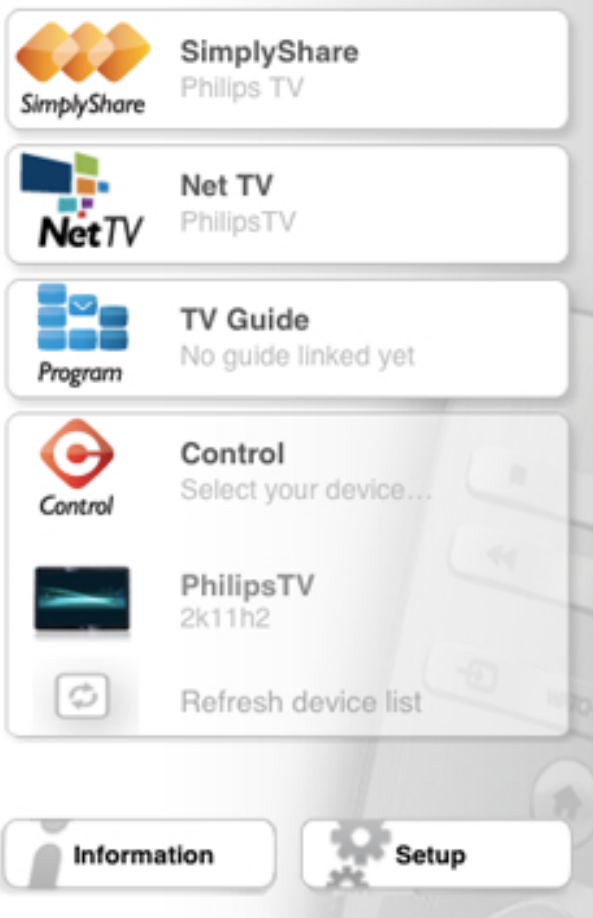 SimplyShare
SimplyShare
Philips TV
NetTV
Net TV
PhilipsTV
Program
TV Guide
No guide linked yet
Control
Control
Select your device...
PhilipsTV
2k11h2
Refresh device list
Information
Setup